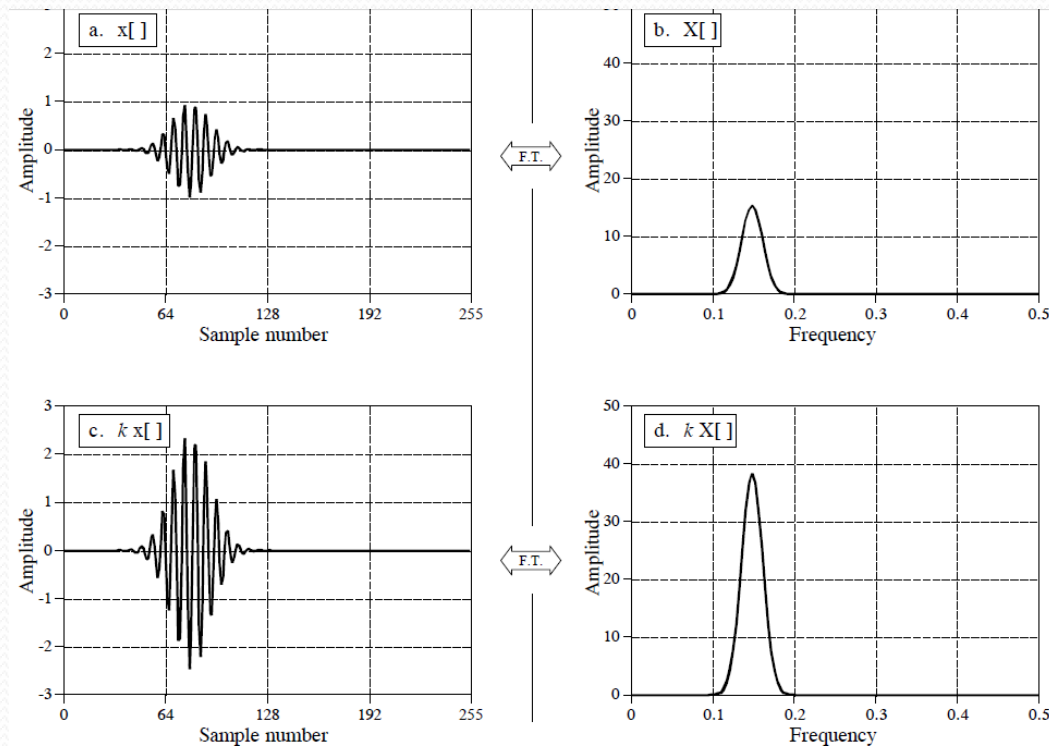 a. x[ ]
2
1
0
-1
-2
-3
Amplitude
0 64 128 192 255
Sample number
F.T.
b. X[ ]
40
30
20
10
0
Amplitude
0 0.1 0.2 0.3 0.4 0.5
Frequency
c. k x[ ]
3
2
1
0
-1
-2
-3
Amplitude
0 64 128 192 255
Sample number
F.T.
d. k X[ ]
50
40
30
20
10
0
Amplitude
0 0.1 0.2 0.3 0.4 0.5
Frequency